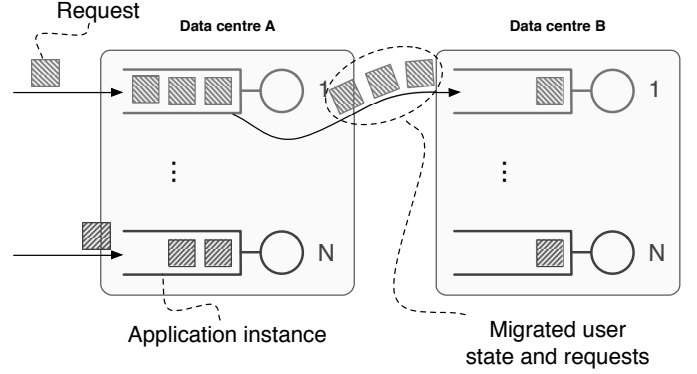 Request
Data centre A
Data centre B
1
1
⋮
⋮
N
N
Application instance
Migrated user
state and requests